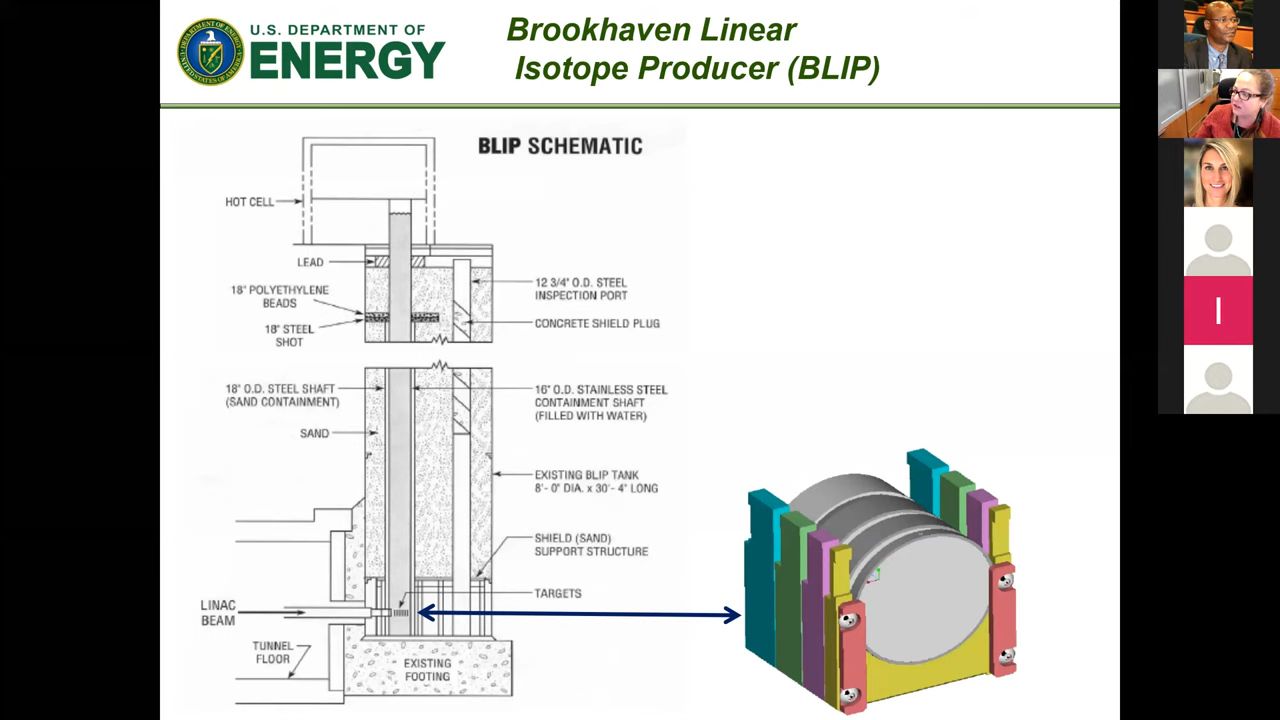 U.S. DEPARTMENT OF
ENERGY
Brookhaven Linear
Isotope Producer (BLIP)
BLIP SCHEMATIC
HOT CELL
LEAD
18" POLYETHYLENE
BEADS
18" STEEL
SHOT
12 3/4" O.D. STEEL
INSPECTION PORT
CONCRETE SHIELD PLUG
18" O.D. STEEL SHAFT
(SAND CONTAINMENT)
SAND
16" O.D. STAINLESS STEEL
CONTAINMENT SHAFT
(FILLED WITH WATER)
EXISTING BLIP TANK
8'- 0" DIA. x 30'- 4" LONG
SHIELD (SAND)
SUPPORT STRUCTURE
TARGETS
LINAC
BEAM
TUNNEL
FLOOR
EXISTING
FOOTING
I